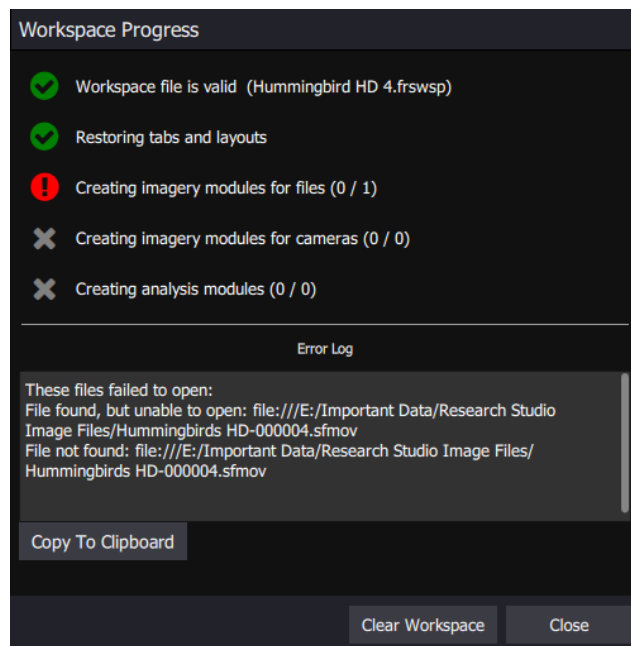 Workspace Progress
Workspace file is valid (Hummingbird HD 4.frswsp)
Restoring tabs and layouts
Creating imagery modules for files (0 / 1)
Creating imagery modules for cameras (0 / 0)
Creating analysis modules (0 / 0)
Error Log
These files failed to open:
File found, but unable to open: file:///E:/Important Data/Research Studio
Image Files/Hummingbirds HD-000004.sfmov
File not found: file:///E:/Important Data/Research Studio Image Files/
Hummingbirds HD-000004.sfmov
Copy To Clipboard
Clear Workspace
Close